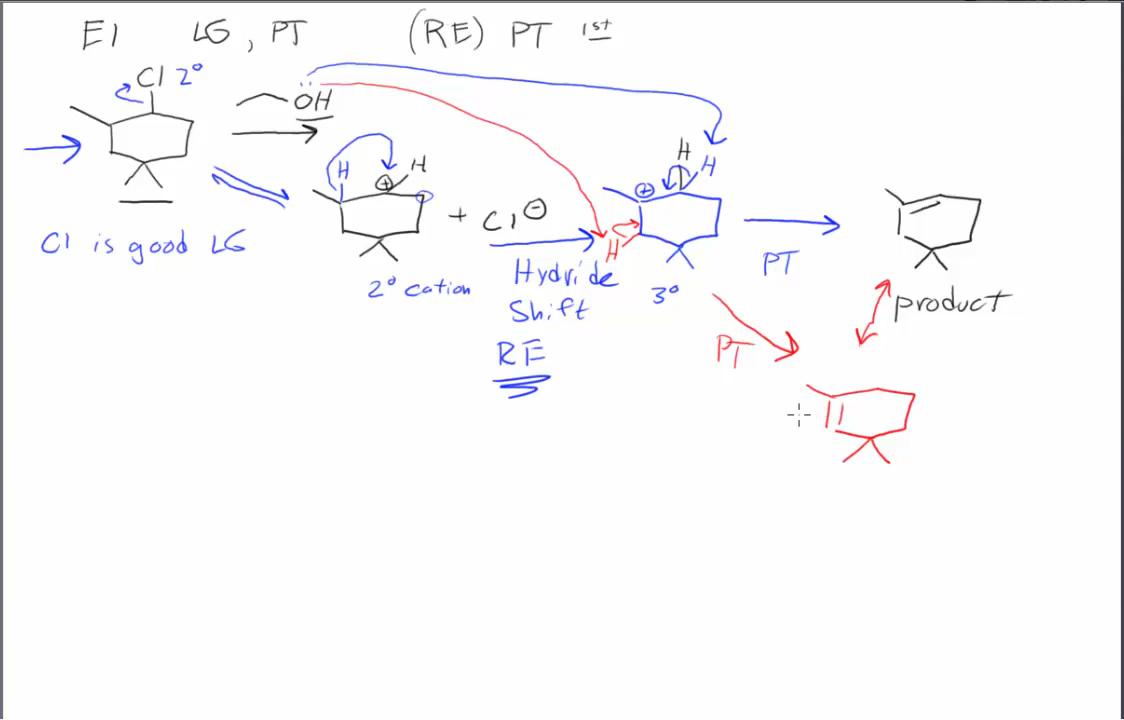 E1 LG, PT (RE) PT 1st
Cl 2°
OH
H H
H H
⊕
⊕
+ Cl⊖
H
Cl is good LG
2° cation
Hydride
Shift
RE
3°
PT
product
PT